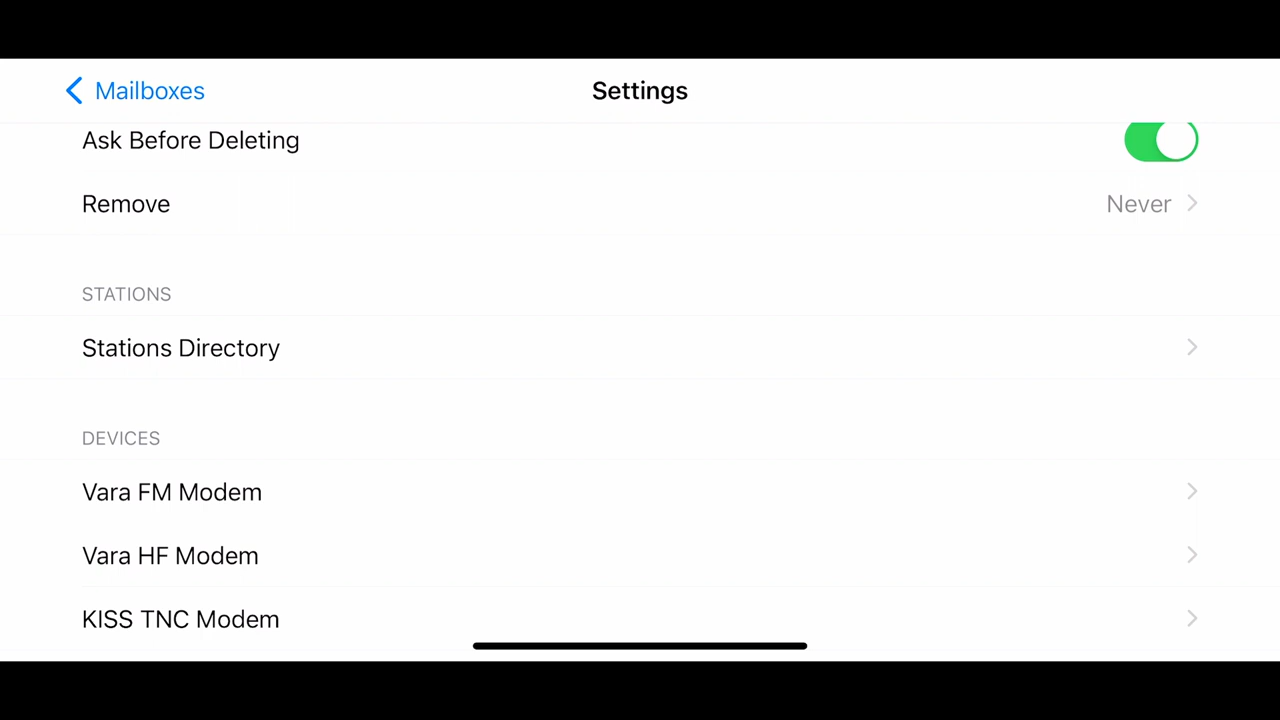 Mailboxes
Settings
Ask Before Deleting
Remove Never
STATIONS
Stations Directory
DEVICES
Vara FM Modem
Vara HF Modem
KISS TNC Modem